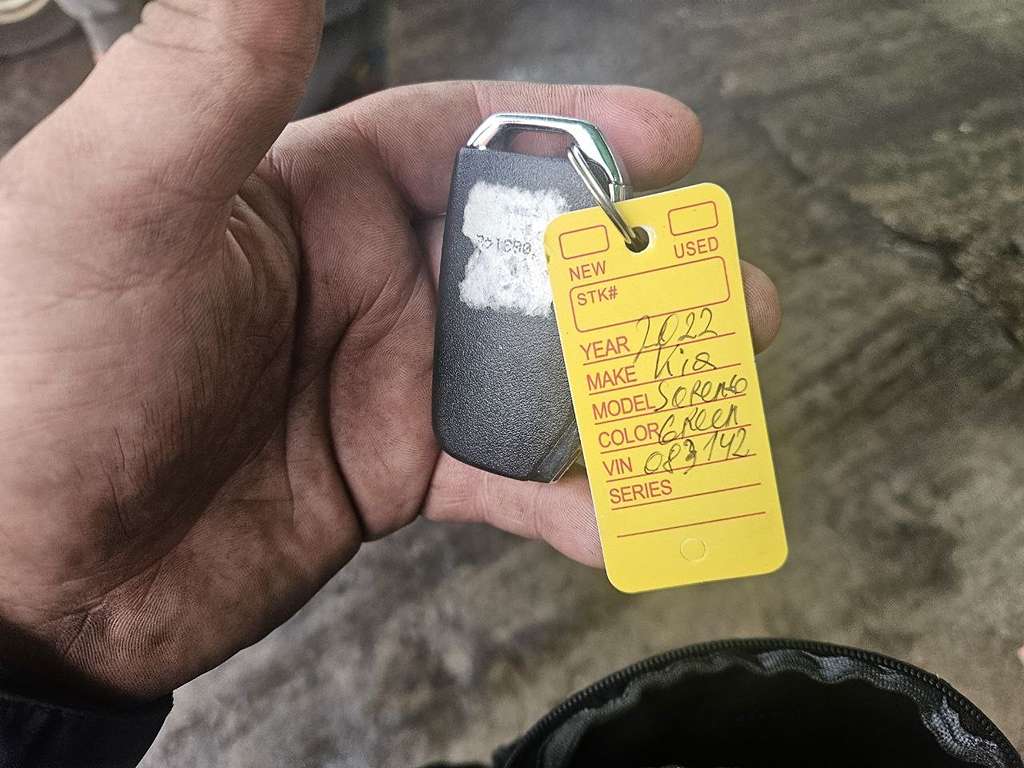 NEW USED
STK#
YEAR 2022
MAKE Kia
MODEL Sorento
COLOR Green
VIN 083142
SERIES